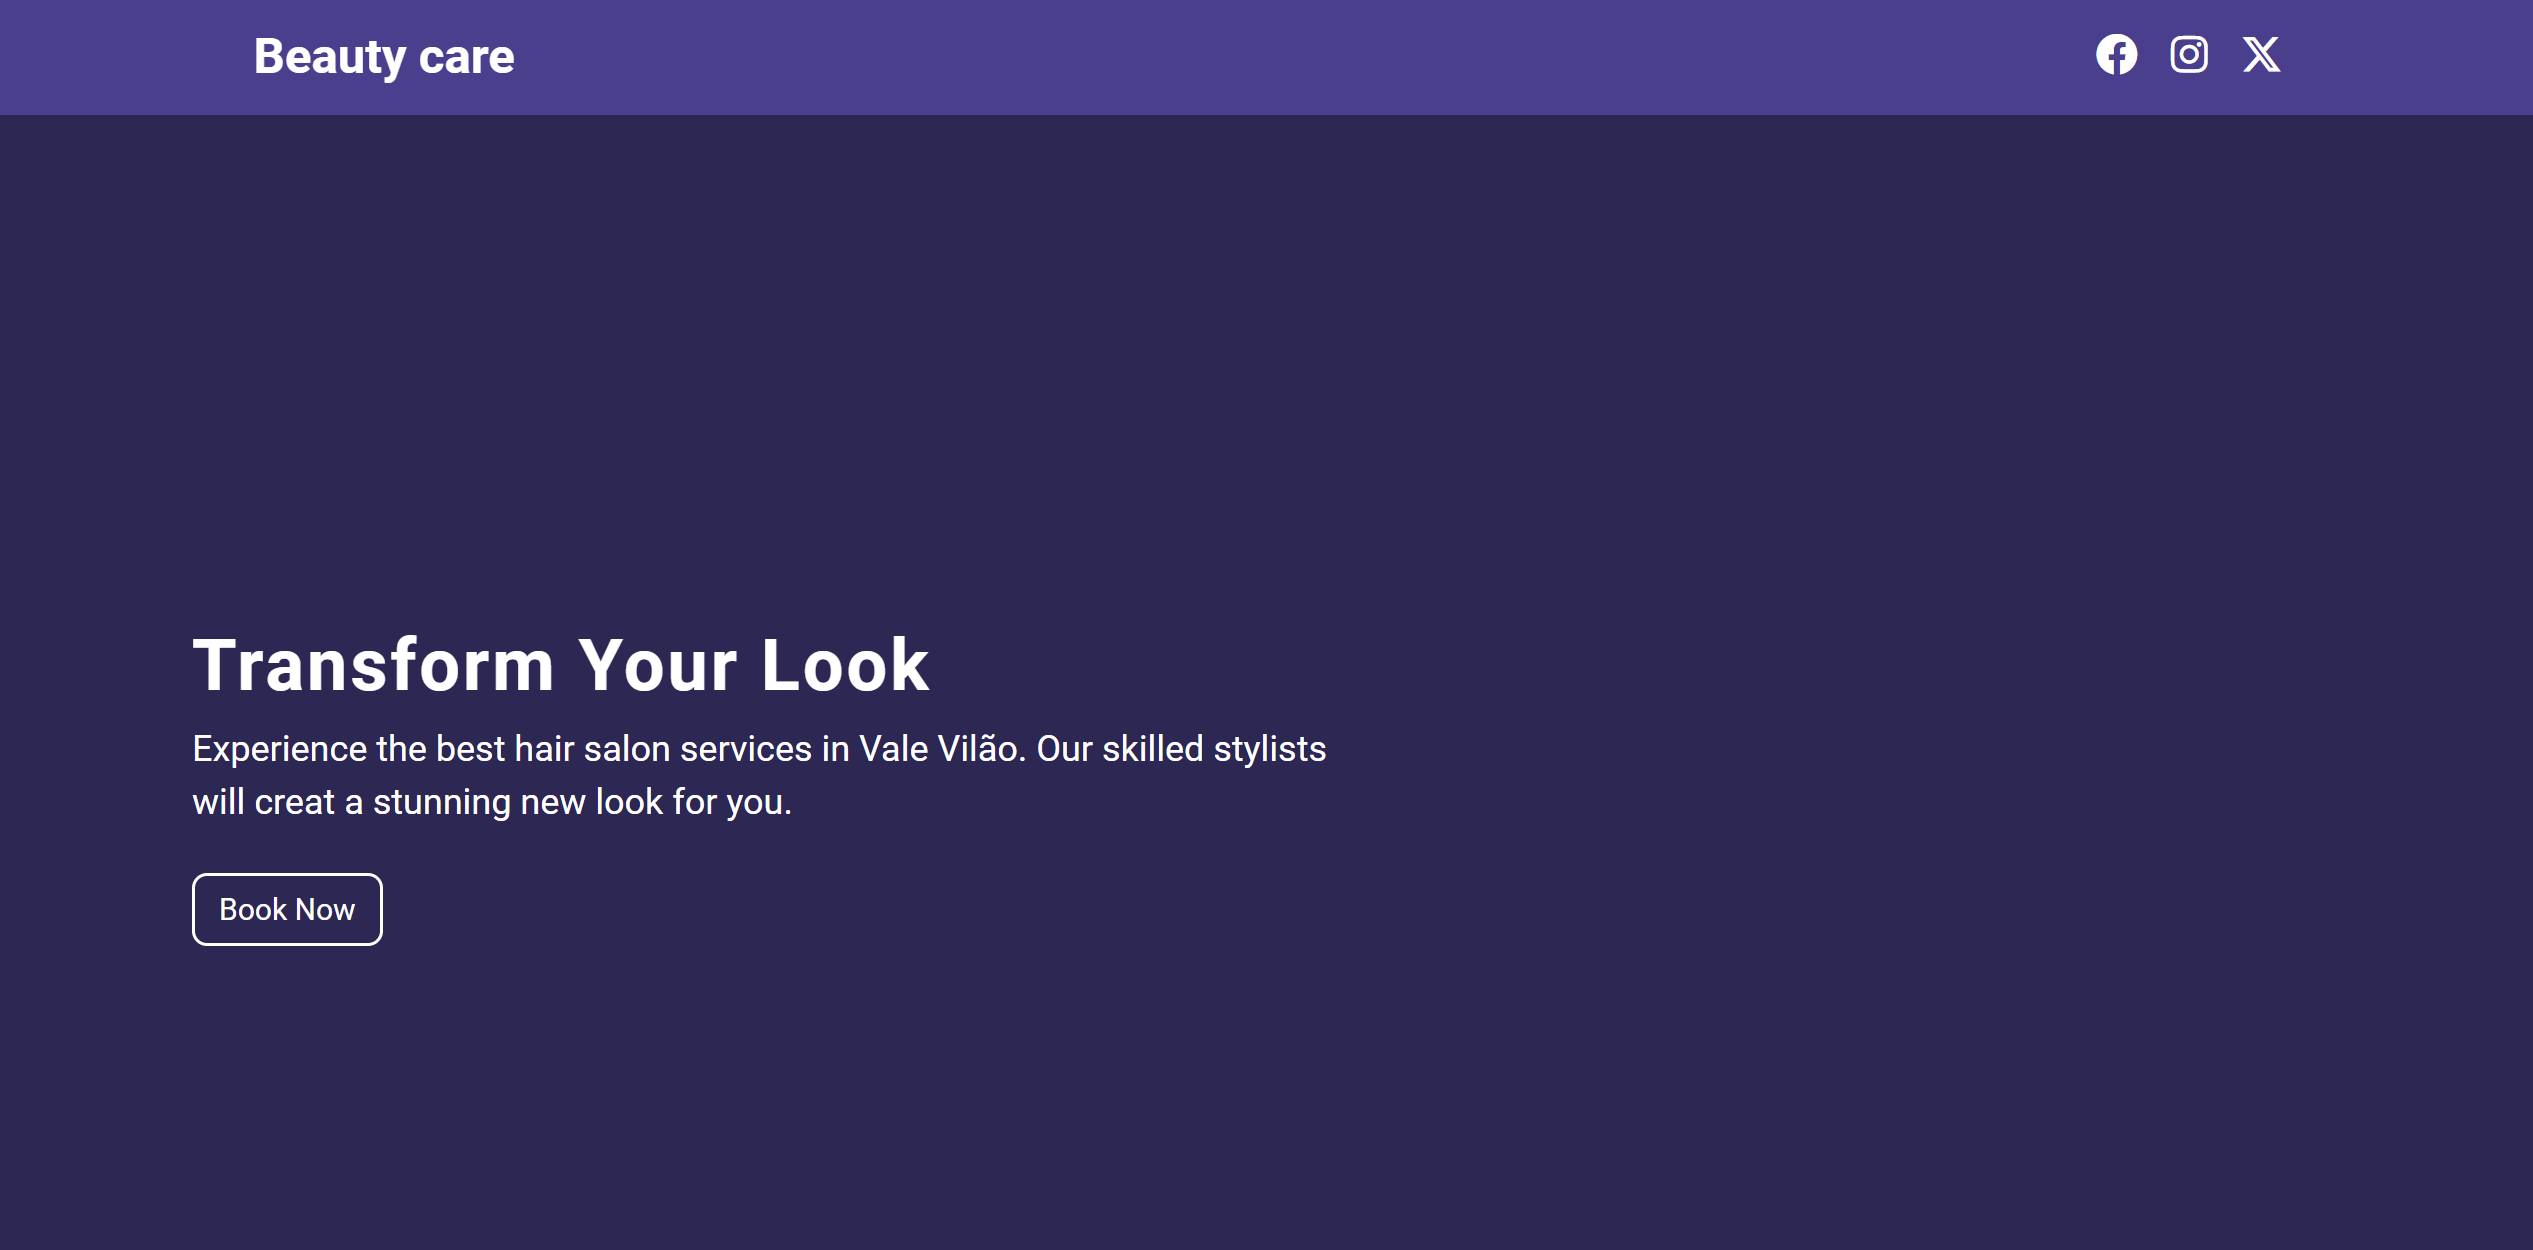 Beauty care
Transform Your Look
Experience the best hair salon services in Vale Vilão. Our skilled stylists
will creat a stunning new look for you.
Book Now